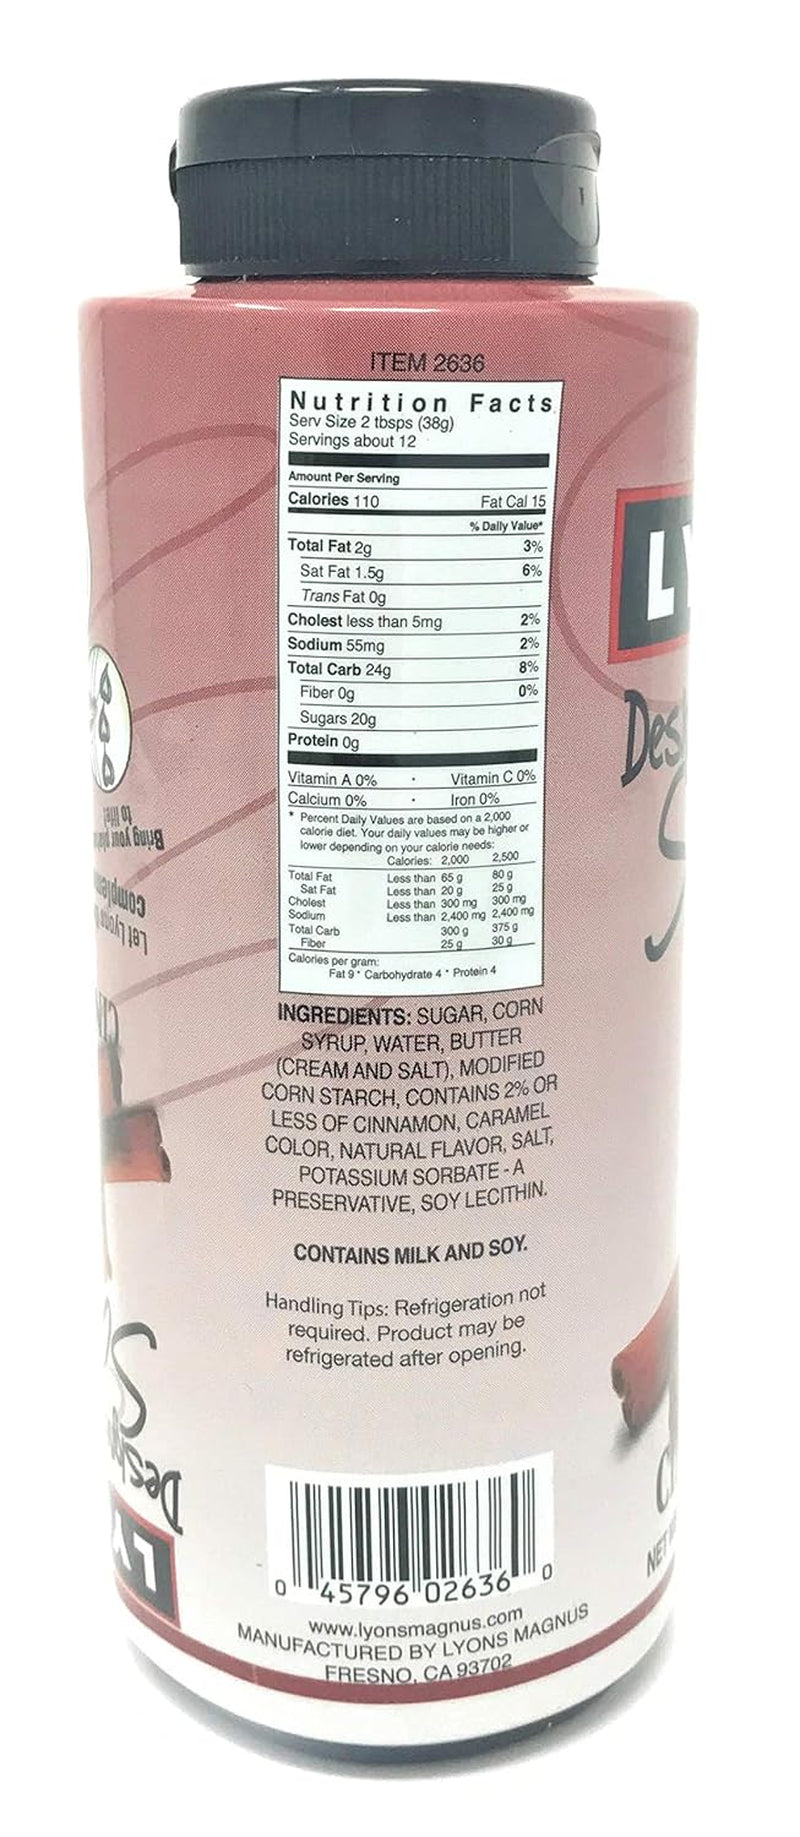 ITEM 2636
Nutrition Facts
Serv Size 2 tbsps (38g)
Servings about 12
Amount Per Serving
Calories 110 Fat Cal 15
% Daily Value*
Total Fat 2g 3%
Sat Fat 1.5g 6%
Trans Fat 0g
Cholest less than 5mg 2%
Sodium 55mg 2%
Total Carb 24g 8%
Fiber 0g 0%
Sugars 20g
Protein 0g
Vitamin A 0% · Vitamin C 0%
Calcium 0% · Iron 0%
* Percent Daily Values are based on a 2,000
calorie diet. Your daily values may be higher or
lower depending on your calorie needs:
Calories: 2,000 2,500
Total Fat Less than 65 g 80 g
Sat Fat Less than 20 g 25 g
Cholest Less than 300 mg 300 mg
Sodium Less than 2,400 mg 2,400 mg
Total Carb 300 g 375 g
Fiber 25 g 30 g
Calories per gram:
Fat 9 * Carbohydrate 4 * Protein 4
INGREDIENTS: SUGAR, CORN
SYRUP, WATER, BUTTER
(CREAM AND SALT), MODIFIED
CORN STARCH, CONTAINS 2% OR
LESS OF CINNAMON, CARAMEL
COLOR, NATURAL FLAVOR, SALT,
POTASSIUM SORBATE - A
PRESERVATIVE, SOY LECITHIN.
CONTAINS MILK AND SOY.
Handling Tips: Refrigeration not
required. Product may be
refrigerated after opening.
0 45796 02636 0
www.lyonsmagnus.com
MANUFACTURED BY LYONS MAGNUS
FRESNO, CA 93702
LY
Des
S
C
NET
Bring your
to life!
Let Lyons
LY